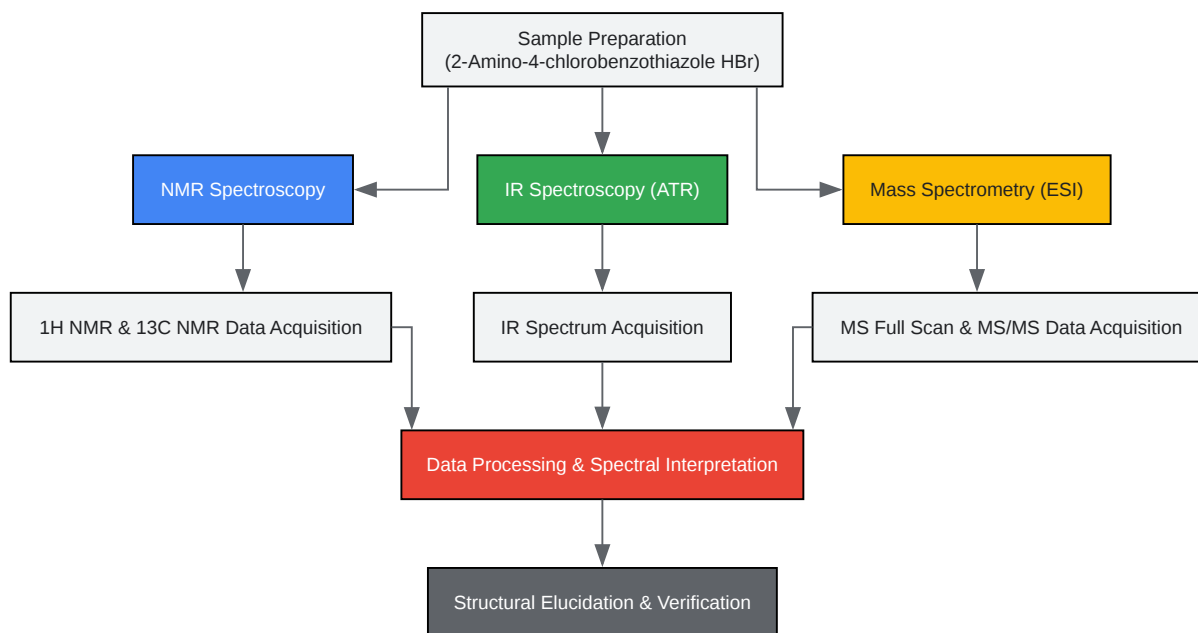 Sample Preparation
(2-Amino-4-chlorobenzothiazole HBr)
NMR Spectroscopy
IR Spectroscopy (ATR)
Mass Spectrometry (ESI)
1H NMR & 13C NMR Data Acquisition
IR Spectrum Acquisition
MS Full Scan & MS/MS Data Acquisition
Data Processing & Spectral Interpretation
Structural Elucidation & Verification